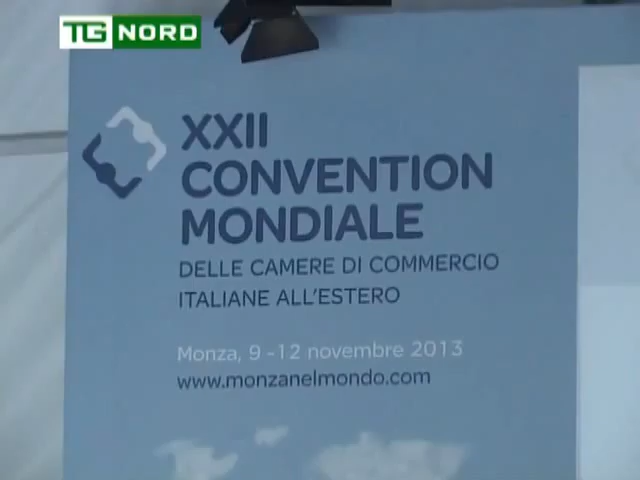 TG NORD
XXII
CONVENTION
MONDIALE
DELLE CAMERE DI COMMERCIO
ITALIANE ALL'ESTERO
Monza, 9 -12 novembre 2013
www.monzanelmondo.com